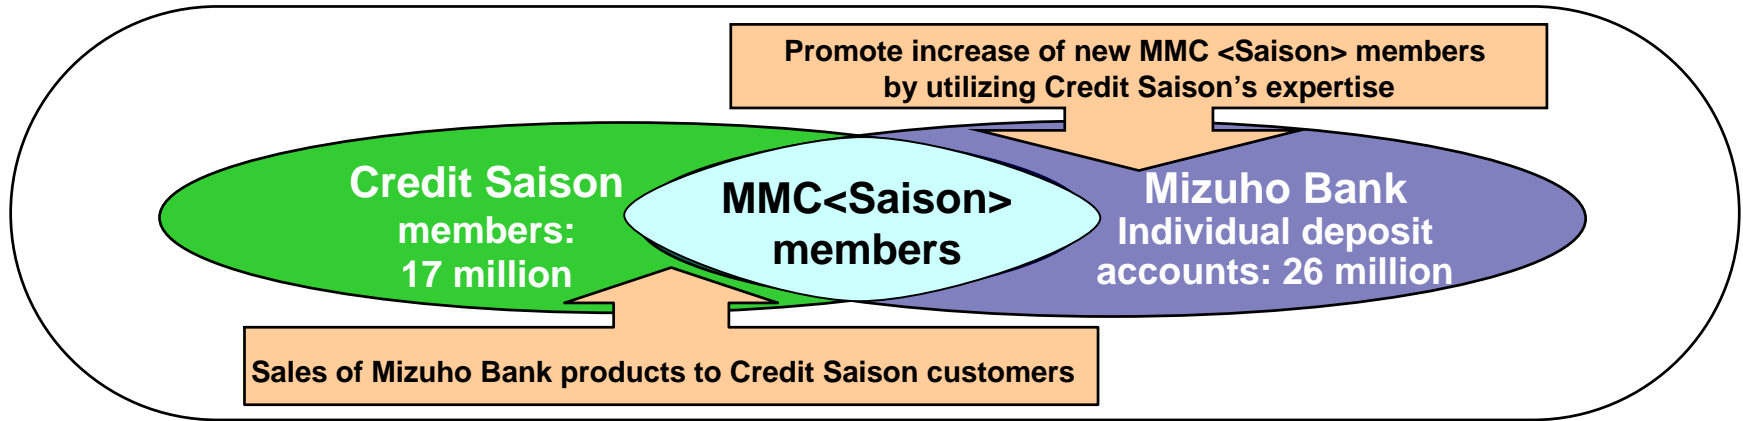 Promote increase of new MMC <Saison> members
by utilizing Credit Saison's expertise
Credit Saison
members:
17 million
MMC<Saison>
members
Mizuho Bank
Individual deposit
accounts: 26 million
Sales of Mizuho Bank products to Credit Saison customers